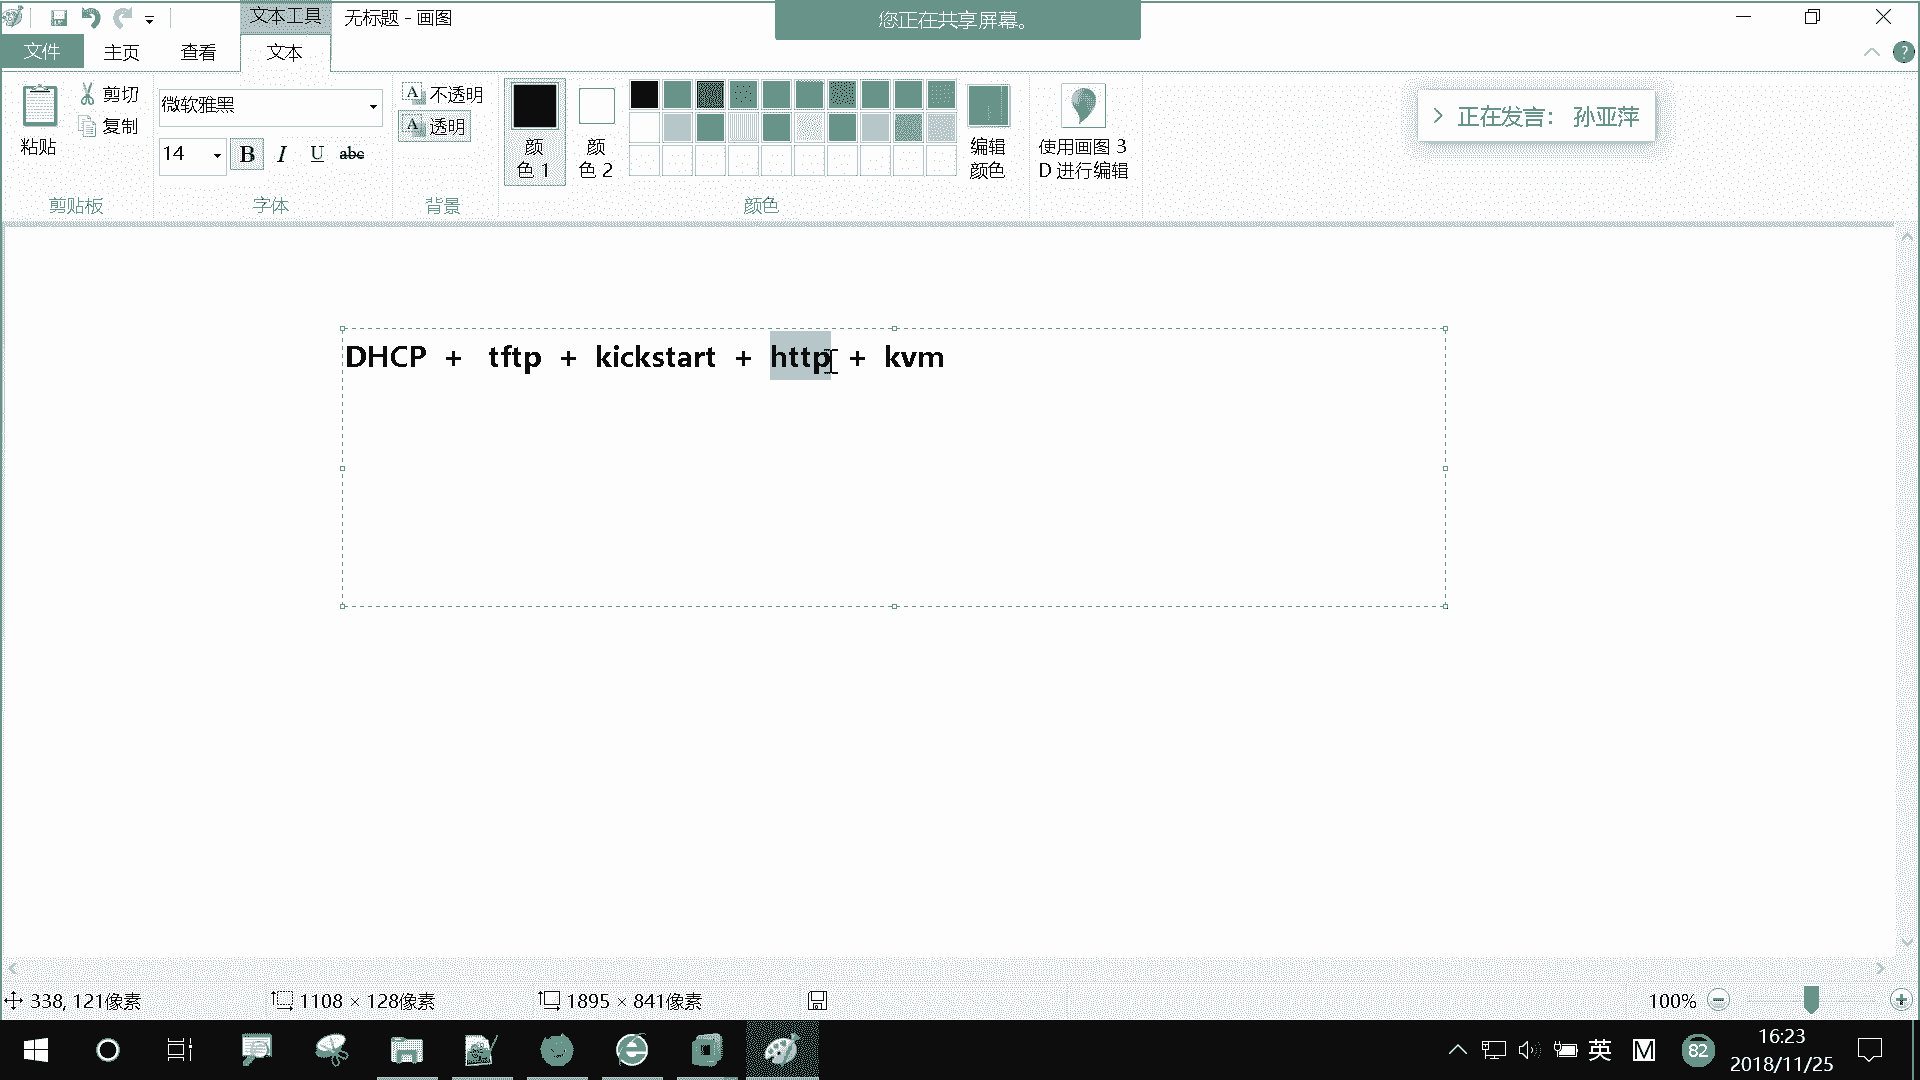 文本工具 无标题 - 画图 您正在共享屏幕。
文件 主页 查看 文本 ?
粘贴 剪切 复制
微软雅黑
14 B I U abc
不透明
透明
颜色 1
颜色 2
编辑颜色
使用画图 3D 进行编辑
正在发言： 孙亚萍
剪贴板 字体 背景 颜色
DHCP + tftp + kickstart + http + kvm
338, 121像素 1108 × 128像素 1895 × 841像素 100%
英 M 82 16:23
2018/11/25